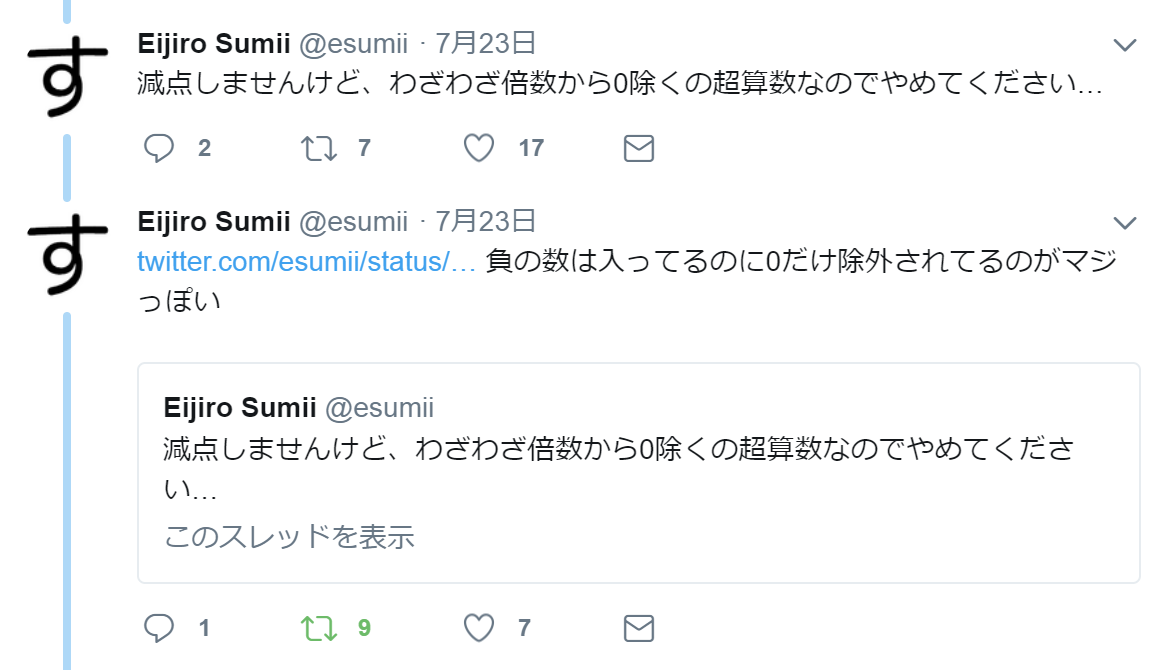 す
Eijiro Sumii @esumii · 7月23日
減点しませんけど、わざわざ倍数から0除くの超算数なのでやめてください…
2 7 17
す
Eijiro Sumii @esumii · 7月23日
twitter.com/esumii/status/… 負の数は入ってるのに0だけ除外されてるのがマジ
っぽい
Eijiro Sumii @esumii
減点しませんけど、わざわざ倍数から0除くの超算数なのでやめてくださ
い…
このスレッドを表示
1 9 7